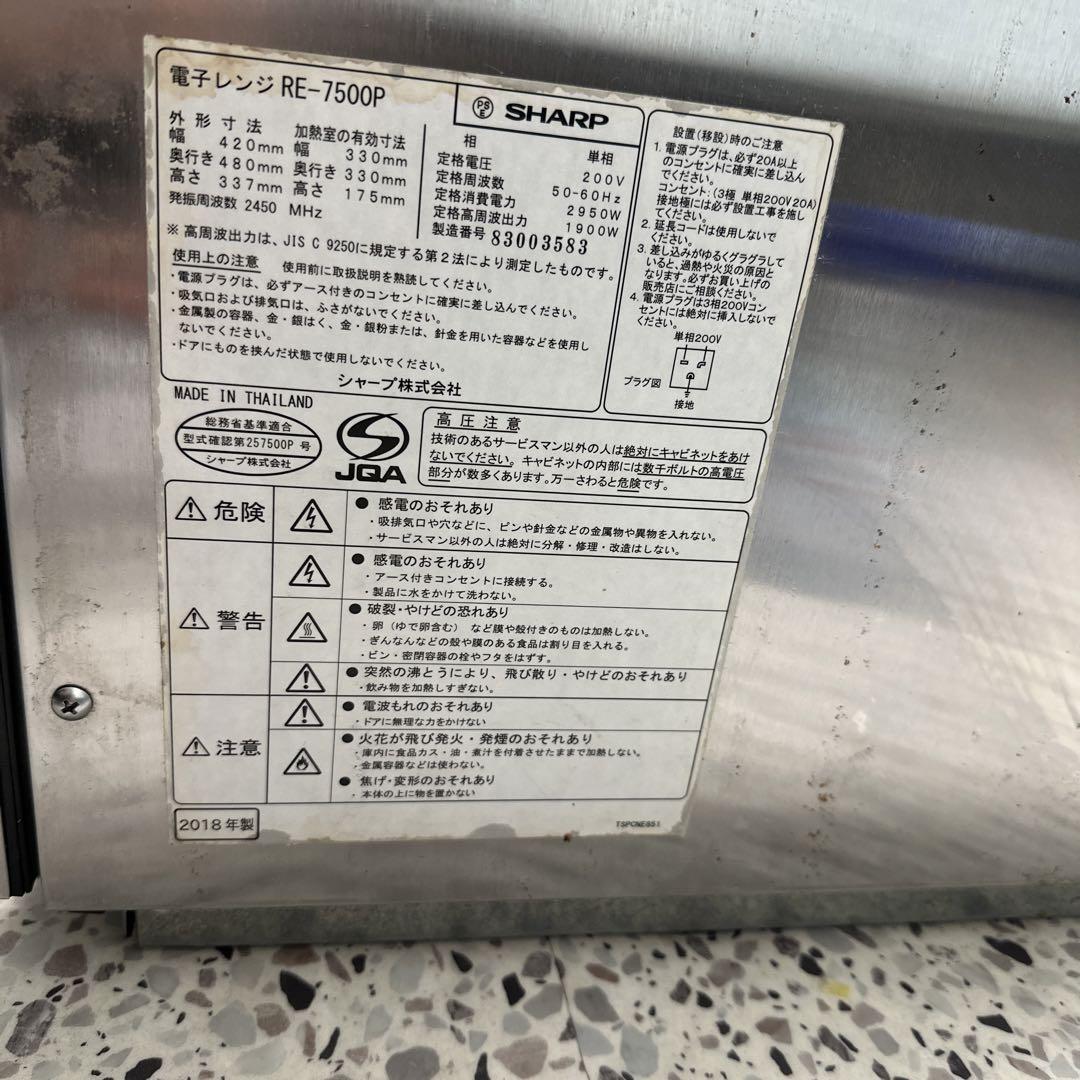 電子レンジ RE-7500P
PS E SHARP
外形寸法
幅 420mm
奥行き 480mm
高さ 337mm
加熱室の有効寸法
幅 330mm
奥行き 330mm
高さ 175mm
発振周波数 2450 MHz
相 単相
定格電圧 200V
定格周波数 50-60Hz
定格消費電力 2950W
定格高周波出力 1900W
製造番号 83003583
※ 高周波出力は、JIS C 9250に規定する第2法により測定したものです。
使用上の注意 使用前に取扱説明を熟読してください。
・電源プラグは、必ずアース付きのコンセントに確実に差し込んでください。
・吸気口および排気口は、ふさがないでください。
・金属製の容器、金・銀はく、金・銀粉または、針金を用いた容器などを使用し
ないでください。
・ドアにものを挟んだ状態で使用しないでください。
シャープ株式会社
設置(移設)時のご注意
1. 電源プラグは、必ず20A以上
のコンセントに確実に差し込ん
でください。
コンセント:(3極 単相200V20A)
接地極には必ず設置工事を施し
てください。
2. 延長コードは使用しないで
ください。
3. 差し込みがゆるくグラグラして
いると、過熱や火災の原因と
なります。必ずお買い上げの
販売店にご相談ください。
4. 電源プラグは3相200Vコン
セントには絶対に挿入しないで
ください。
単相200V
プラグ図
接地
MADE IN THAILAND
総務省基準適合
型式確認第257500P 号
シャープ株式会社
JQA
高圧注意
技術のあるサービスマン以外の人は絶対にキャビネットをあけ
ないでください。キャビネットの内部には数千ボルトの高電圧
部分が数多くあります。万一さわると危険です。
危険
● 感電のおそれあり
・吸排気口や穴などに、ピンや針金などの金属物や異物を入れない。
・サービスマン以外の人は絶対に分解・修理・改造はしない。
警告
● 感電のおそれあり
・アース付きコンセントに接続する。
・製品に水をかけて洗わない。
● 破裂・やけどの恐れあり
・卵(ゆで卵含む) など膜や殻付きのものは加熱しない。
・ぎんなんなどの殻や膜のある食品は割り目を入れる。
・ビン・密閉容器の栓やフタをはずす。
● 突然の沸とうにより、飛び散り・やけどのおそれあり
・飲み物を加熱しすぎない。
注意
● 電波もれのおそれあり
・ドアに無理な力をかけない
● 火花が飛び発火・発煙のおそれあり
・庫内に食品カス・油・煮汁を付着させたままで加熱しない。
・金属容器などは使わない。
● 焦げ・変形のおそれあり
・本体の上に物を置かない
2018 年製
TSPCNE851